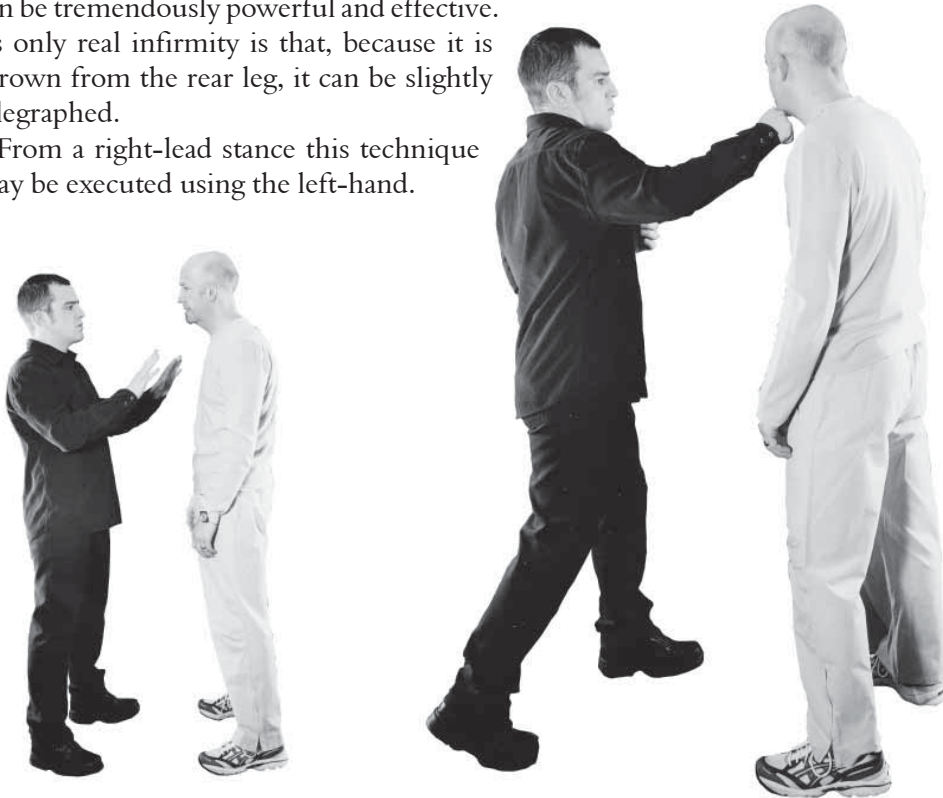 n be tremendously powerful and effective.
s only real infirmity is that, because it is
rown from the rear leg, it can be slightly
legraphed.
From a right-lead stance this technique
ay be executed using the left-hand.